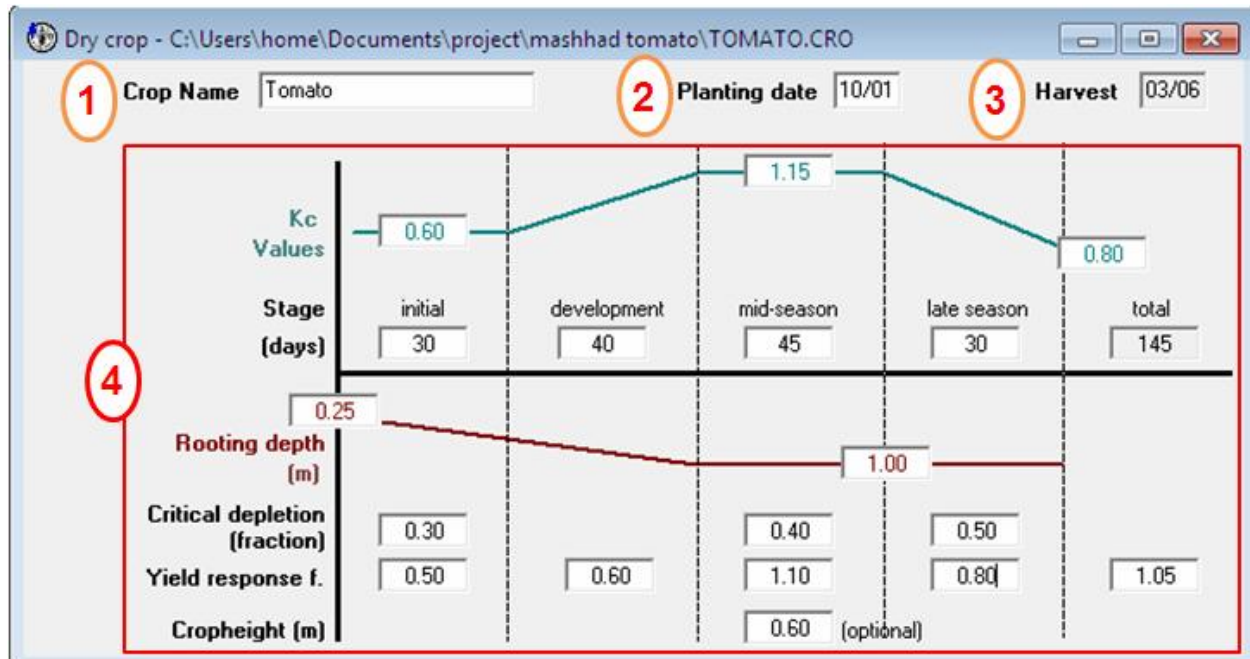 Dry crop - C:\Users\home\Documents\project\mashhad tomato\TOMATO.CRO
1 Crop Name Tomato 2 Planting date 10/01 3 Harvest 03/06
1.15
Kc 0.60
Values 0.80
Stage initial development mid-season late season total
(days) 30 40 45 30 145
4
0.25
Rooting depth 1.00
(m)
Critical depletion
(fraction) 0.30 0.40 0.50
Yield response f. 0.50 0.60 1.10 0.80 1.05
Cropheight (m) 0.60 (optional)